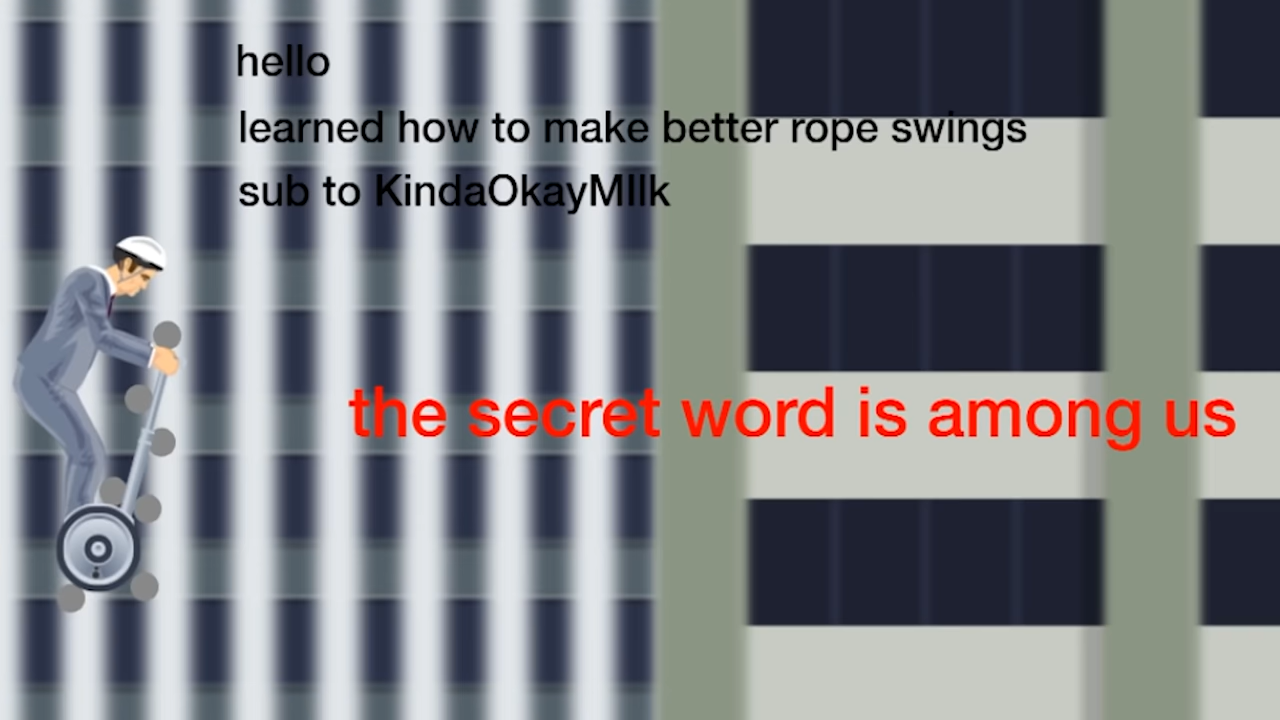 hello
learned how to make better rope swings
sub to KindaOkayMIlk
the secret word is among us